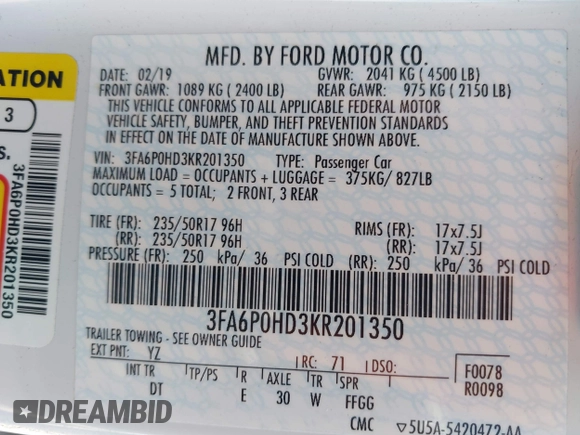 MFD. BY FORD MOTOR CO.
DATE: 02/19 GVWR: 2041 KG ( 4500 LB)
FRONT GAWR: 1089 KG ( 2400 LB) REAR GAWR: 975 KG ( 2150 LB)
THIS VEHICLE CONFORMS TO ALL APPLICABLE FEDERAL MOTOR
VEHICLE SAFETY, BUMPER, AND THEFT PREVENTION STANDARDS
IN EFFECT ON THE DATE OF MANUFACTURE SHOWN ABOVE.
VIN: 3FA6P0HD3KR201350 TYPE: Passenger Car
MAXIMUM LOAD = OCCUPANTS + LUGGAGE = 375KG/ 827LB
OCCUPANTS = 5 TOTAL; 2 FRONT, 3 REAR
TIRE (FR): 235/50R17 96H RIMS (FR): 17x7.5J
(RR): 235/50R17 96H (RR): 17x7.5J
PRESSURE (FR): 250 kPa/ 36 PSI COLD (RR): 250 kPa/ 36 PSI COLD
3FA6P0HD3KR201350
TRAILER TOWING - SEE OWNER GUIDE
EXT PNT: YZ RC: 71 DSO: F0078
R0098
INT TR TP/PS R AXLE TR SPR
DT E 30 W FFGG
CMC ▽5U5A-5420472-AA
ATION
3
S.
3FA6P0HD3KR201350
DREAMBID